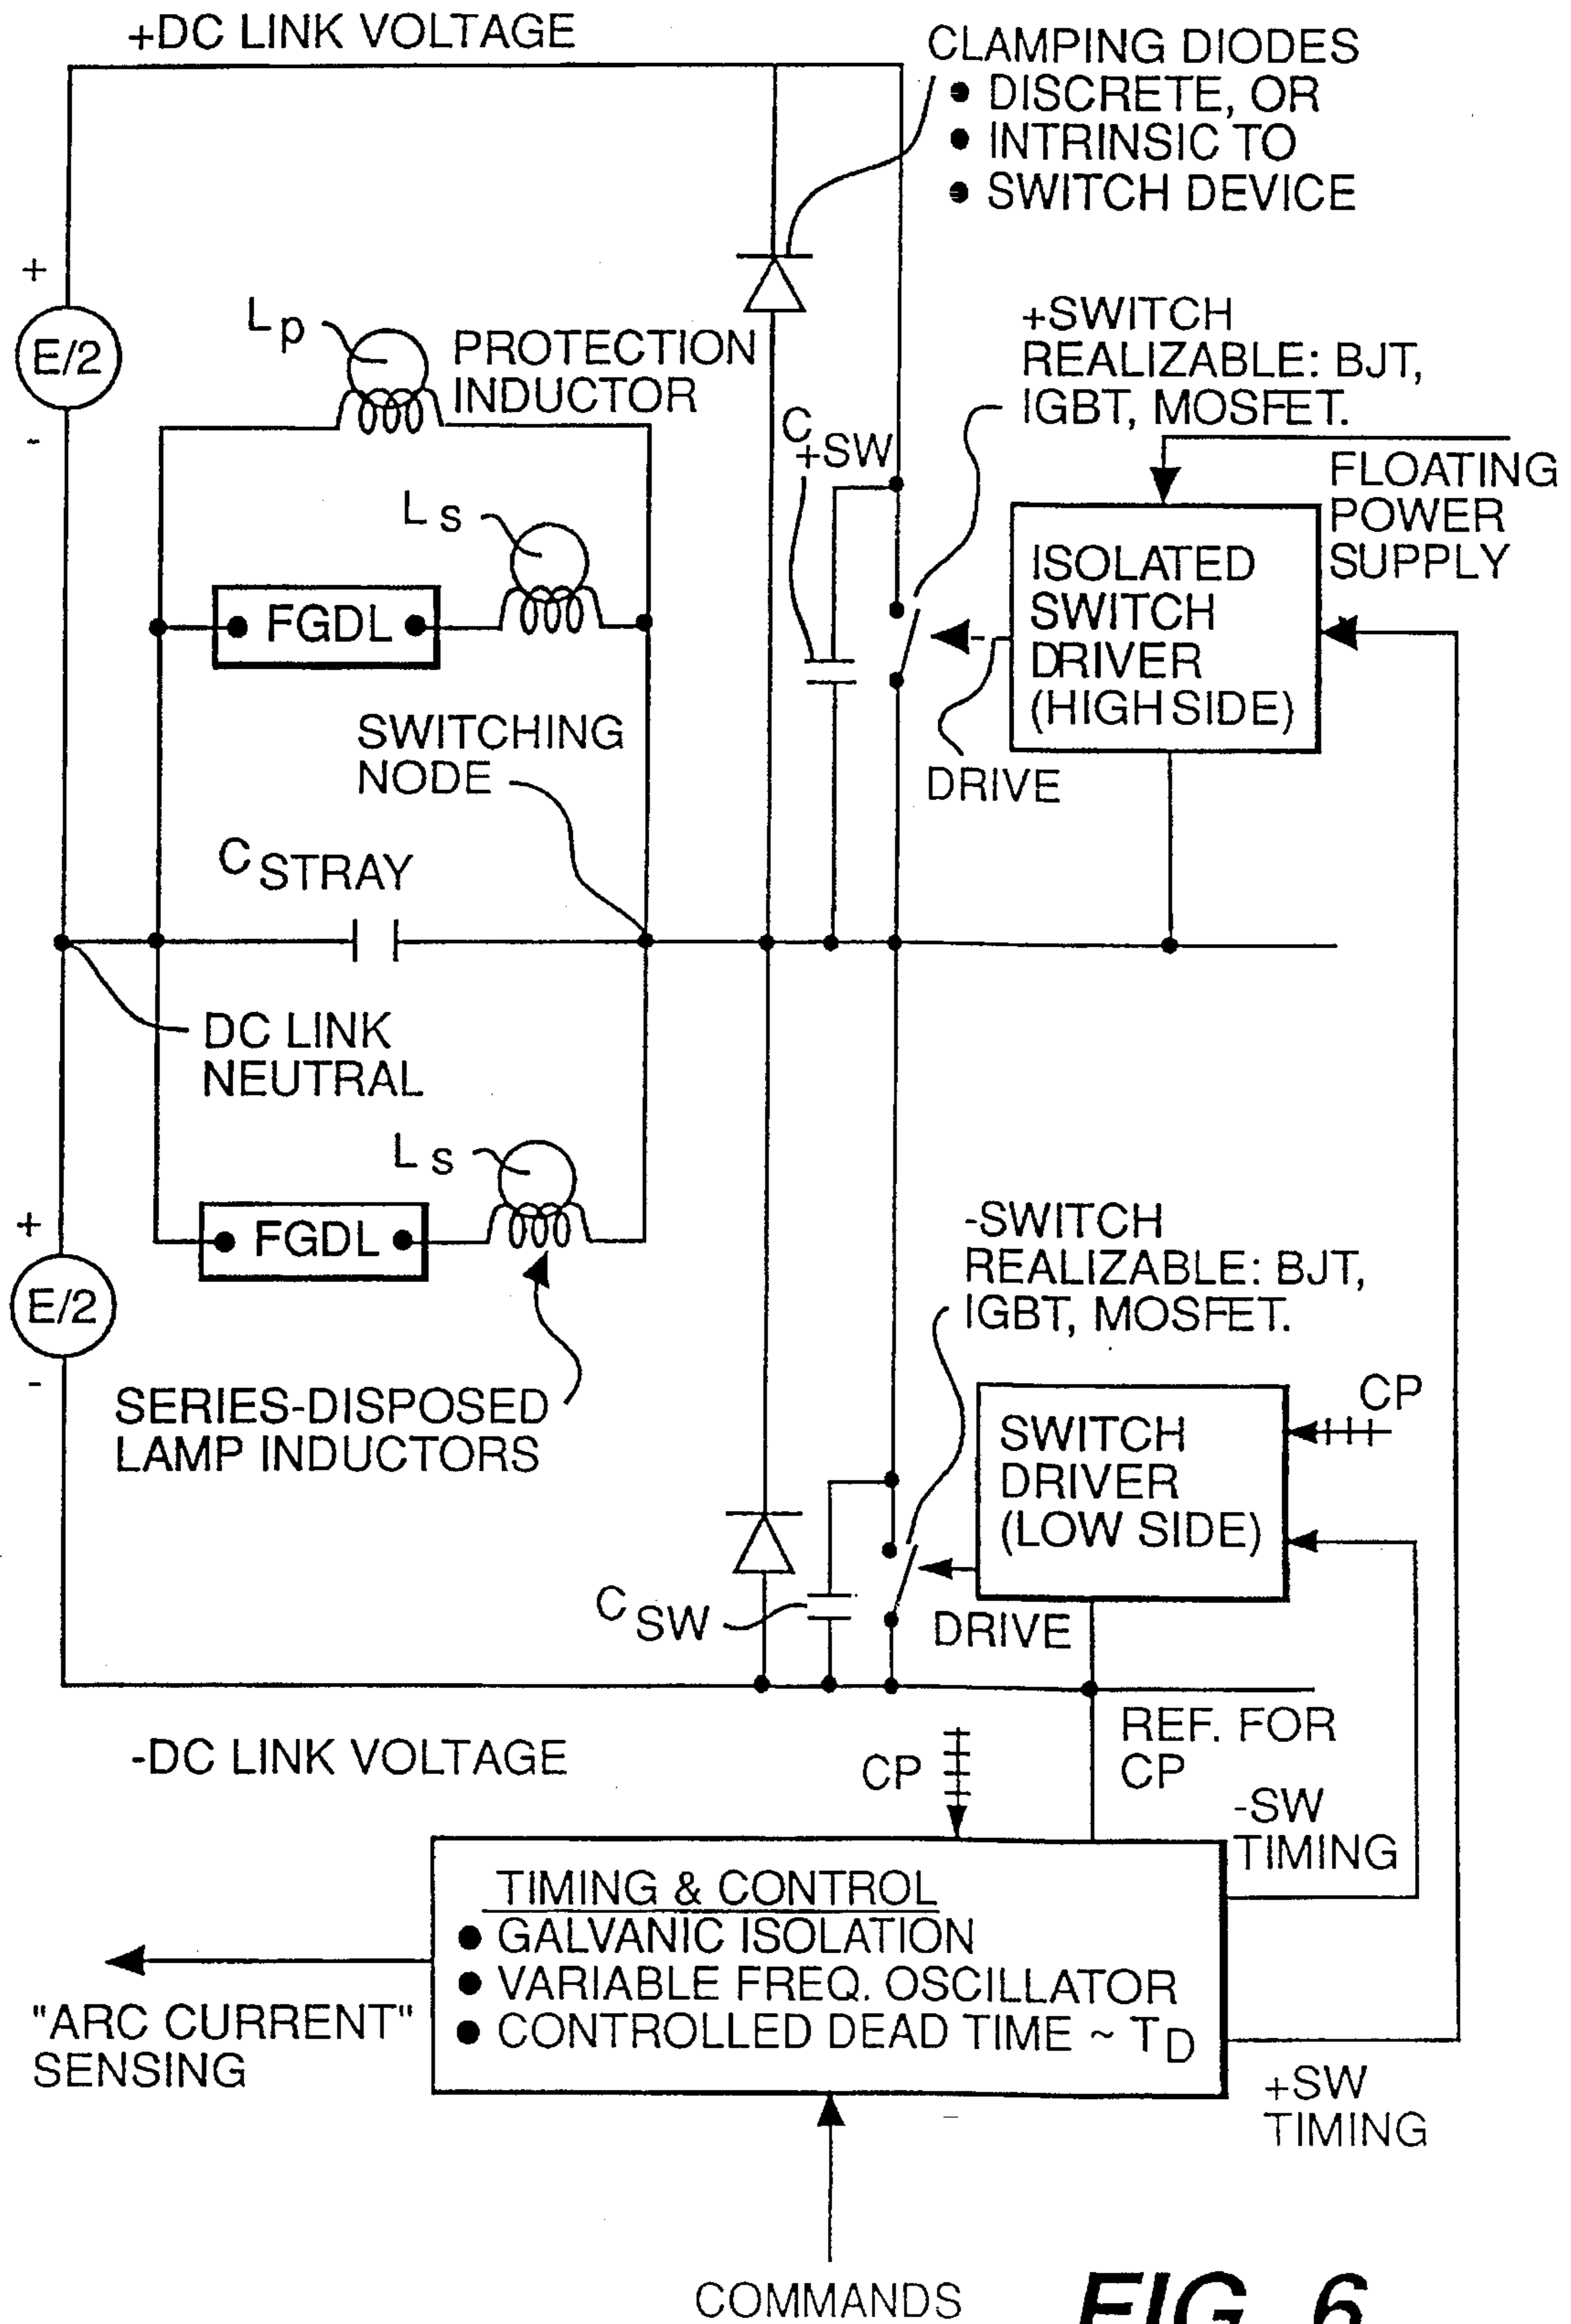 +DC LINK VOLTAGE
CLAMPING DIODES
• DISCRETE, OR
• INTRINSIC TO
• SWITCH DEVICE
+
E/2
-
Lp
PROTECTION
INDUCTOR
+SWITCH
REALIZABLE: BJT,
IGBT, MOSFET.
C+SW
FLOATING
POWER
SUPPLY
Ls
FGDL
ISOLATED
SWITCH
DRIVER
(HIGH SIDE)
DRIVE
SWITCHING
NODE
CSTRAY
DC LINK
NEUTRAL
Ls
FGDL
+
E/2
-
SERIES-DISPOSED
LAMP INDUCTORS
-SWITCH
REALIZABLE: BJT,
IGBT, MOSFET.
CP
SWITCH
DRIVER
(LOW SIDE)
CSW
DRIVE
-DC LINK VOLTAGE
CP
REF. FOR
CP
-SW
TIMING
TIMING & CONTROL
• GALVANIC ISOLATION
• VARIABLE FREQ. OSCILLATOR
• CONTROLLED DEAD TIME ~ TD
"ARC CURRENT"
SENSING
+SW
TIMING
COMMANDS
FIG. 6